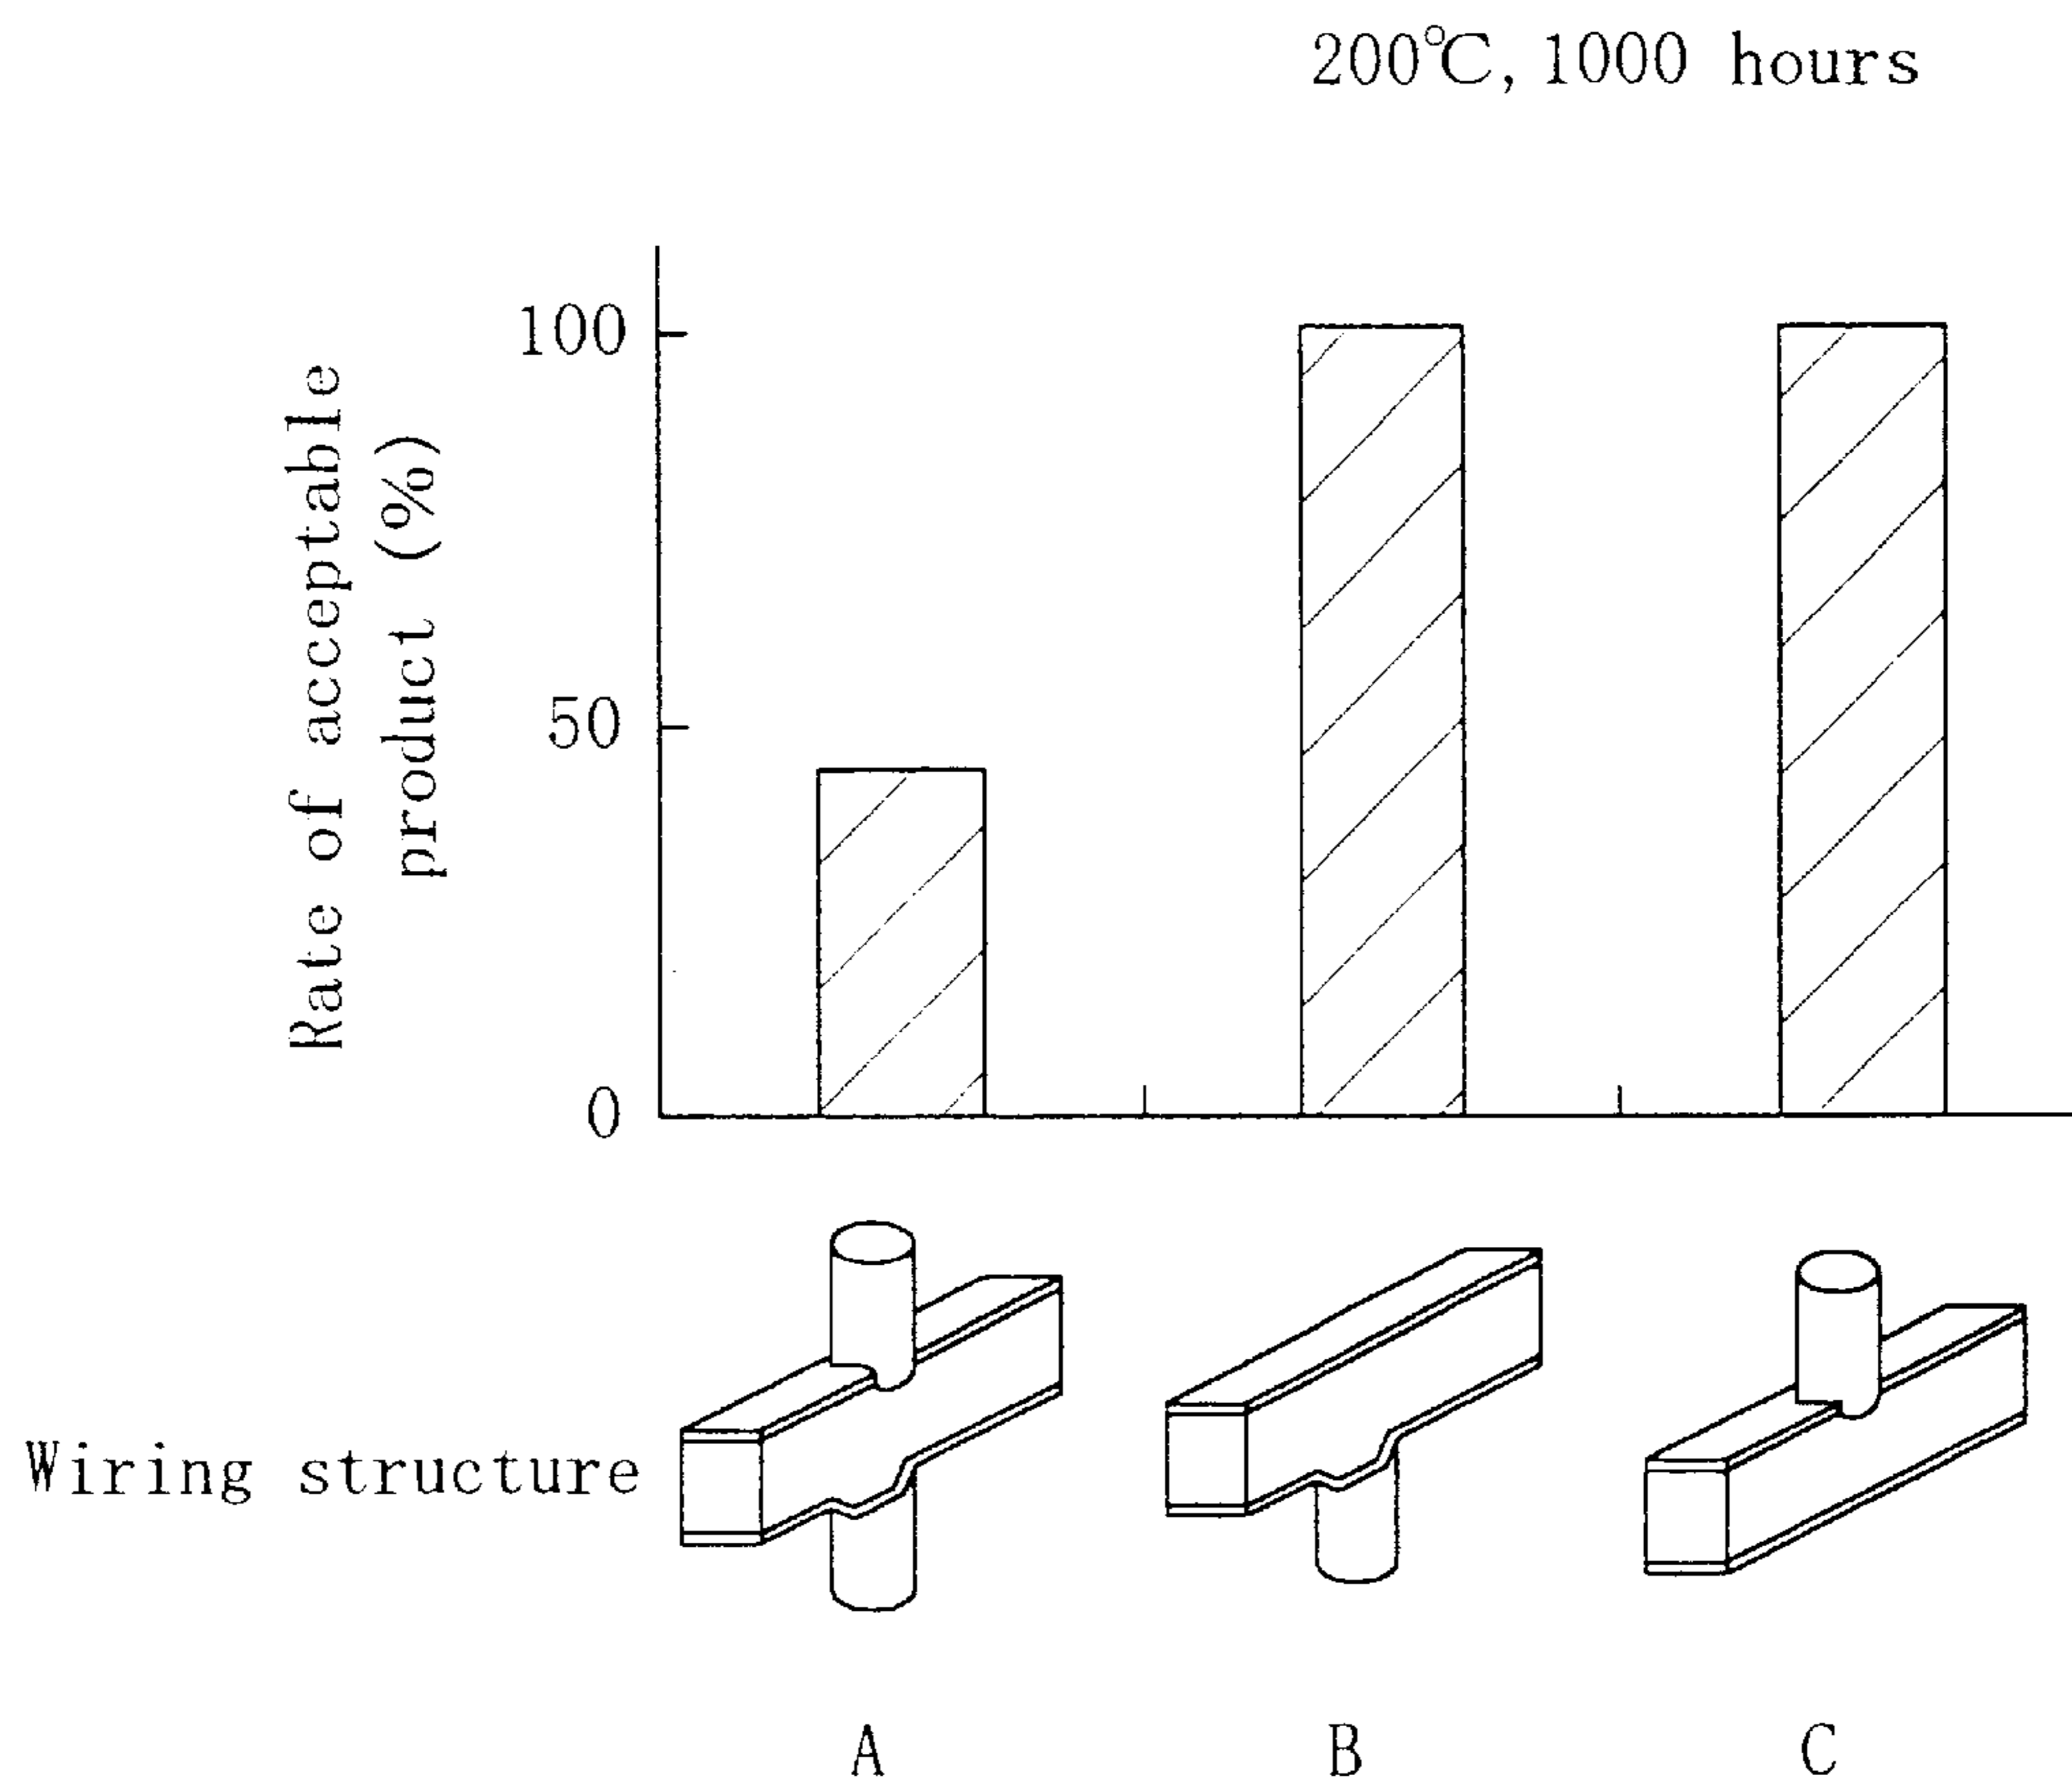 200℃, 1000 hours
Rate of acceptable
product (%)
100
50
0
Wiring structure
A
B
C